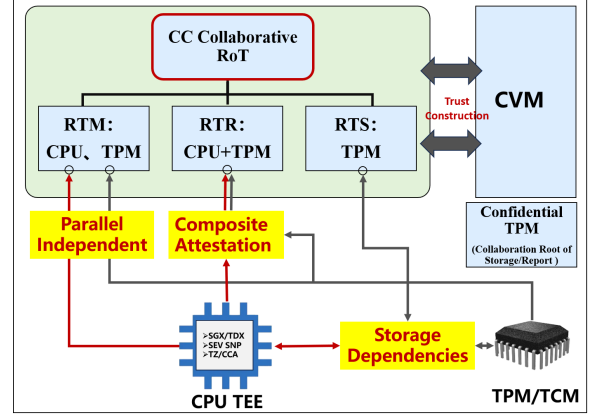 CC Collaborative
RoT
RTM：
CPU、TPM
RTR：
CPU+TPM
RTS：
TPM
Trust
Construction
CVM
Parallel
Independent
Composite
Attestation
Confidential
TPM
(Collaboration Root of
Storage/Report )
➢SGX/TDX
➢SEV SNP
➢TZ/CCA
CPU TEE
Storage
Dependencies
TPM/TCM